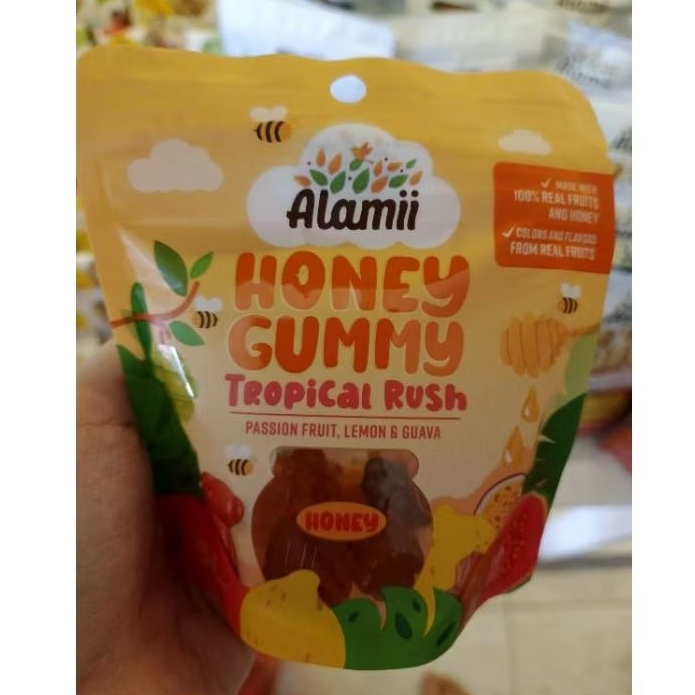 Alamii
✓ MADE WITH
100% REAL FRUITS
AND HONEY
✓ COLORS AND FLAVORS
FROM REAL FRUITS
HONEY
GUMMY
TROPICAL RUSH
PASSION FRUIT, LEMON & GUAVA
HONEY